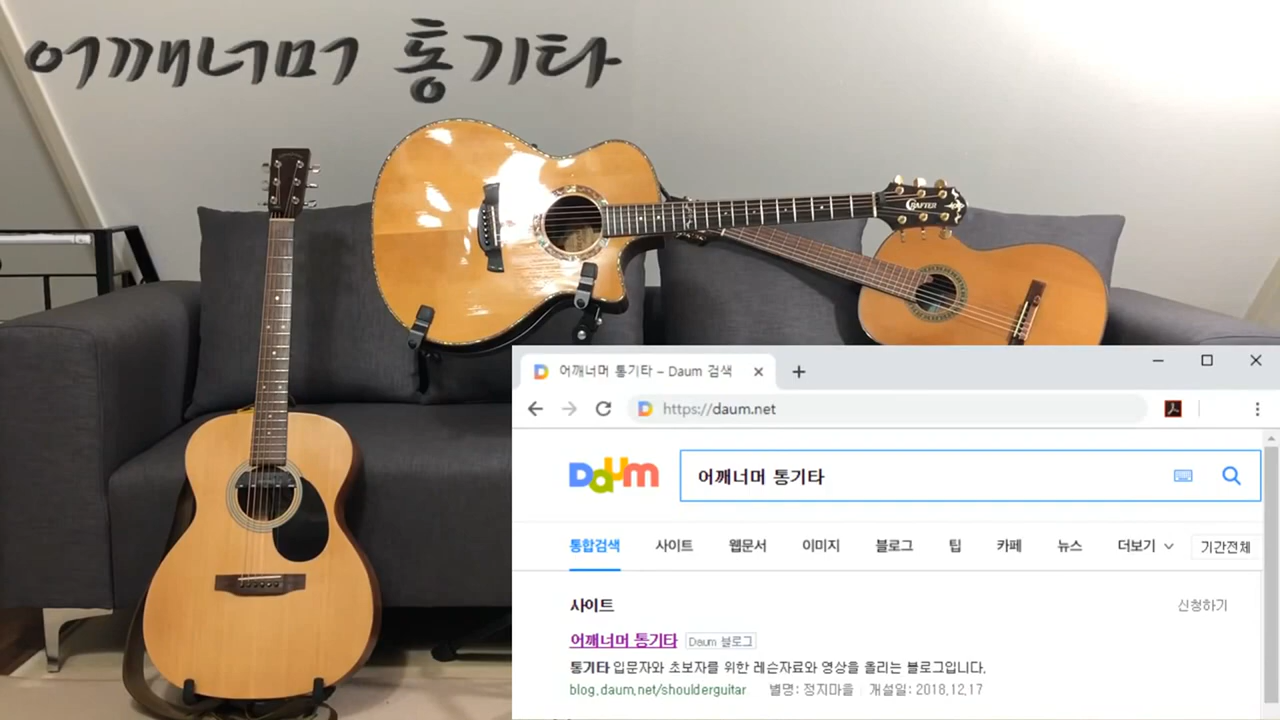 어깨너머 통기타
CRAFTER
어깨너머 통기타 – Daum 검색
https://daum.net
Daum 어깨너머 통기타
통합검색 사이트 웹문서 이미지 블로그 팁 카페 뉴스 더보기 기간전체
사이트 신청하기
어깨너머 통기타 Daum 블로그
통기타 입문자와 초보자를 위한 레슨자료와 영상을 올리는 블로그입니다.
blog.daum.net/shoulderguitar 별명: 정지마을 개설일: 2018.12.17